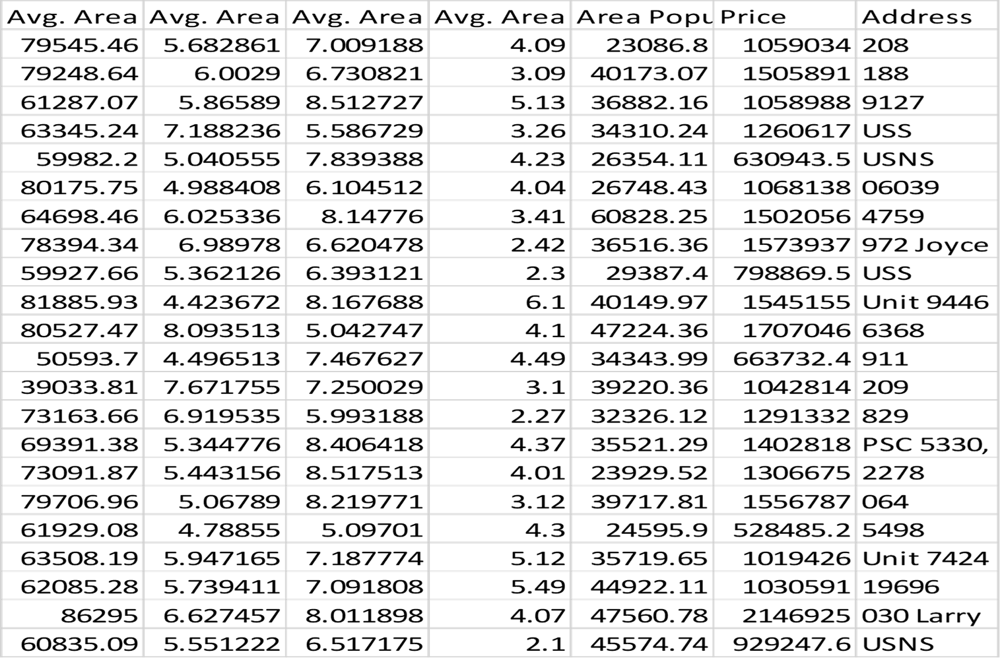 Avg. Area Avg. Area Avg. Area Avg. Area Area Popu Price Address
79545.46 5.682861 7.009188 4.09 23086.8 1059034 208
79248.64 6.0029 6.730821 3.09 40173.07 1505891 188
61287.07 5.86589 8.512727 5.13 36882.16 1058988 9127
63345.24 7.188236 5.586729 3.26 34310.24 1260617 USS
59982.2 5.040555 7.839388 4.23 26354.11 630943.5 USNS
80175.75 4.988408 6.104512 4.04 26748.43 1068138 06039
64698.46 6.025336 8.14776 3.41 60828.25 1502056 4759
78394.34 6.98978 6.620478 2.42 36516.36 1573937 972 Joyce
59927.66 5.362126 6.393121 2.3 29387.4 798869.5 USS
81885.93 4.423672 8.167688 6.1 40149.97 1545155 Unit 9446
80527.47 8.093513 5.042747 4.1 47224.36 1707046 6368
50593.7 4.496513 7.467627 4.49 34343.99 663732.4 911
39033.81 7.671755 7.250029 3.1 39220.36 1042814 209
73163.66 6.919535 5.993188 2.27 32326.12 1291332 829
69391.38 5.344776 8.406418 4.37 35521.29 1402818 PSC 5330,
73091.87 5.443156 8.517513 4.01 23929.52 1306675 2278
79706.96 5.06789 8.219771 3.12 39717.81 1556787 064
61929.08 4.78855 5.09701 4.3 24595.9 528485.2 5498
63508.19 5.947165 7.187774 5.12 35719.65 1019426 Unit 7424
62085.28 5.739411 7.091808 5.49 44922.11 1030591 19696
86295 6.627457 8.011898 4.07 47560.78 2146925 030 Larry
60835.09 5.551222 6.517175 2.1 45574.74 929247.6 USNS